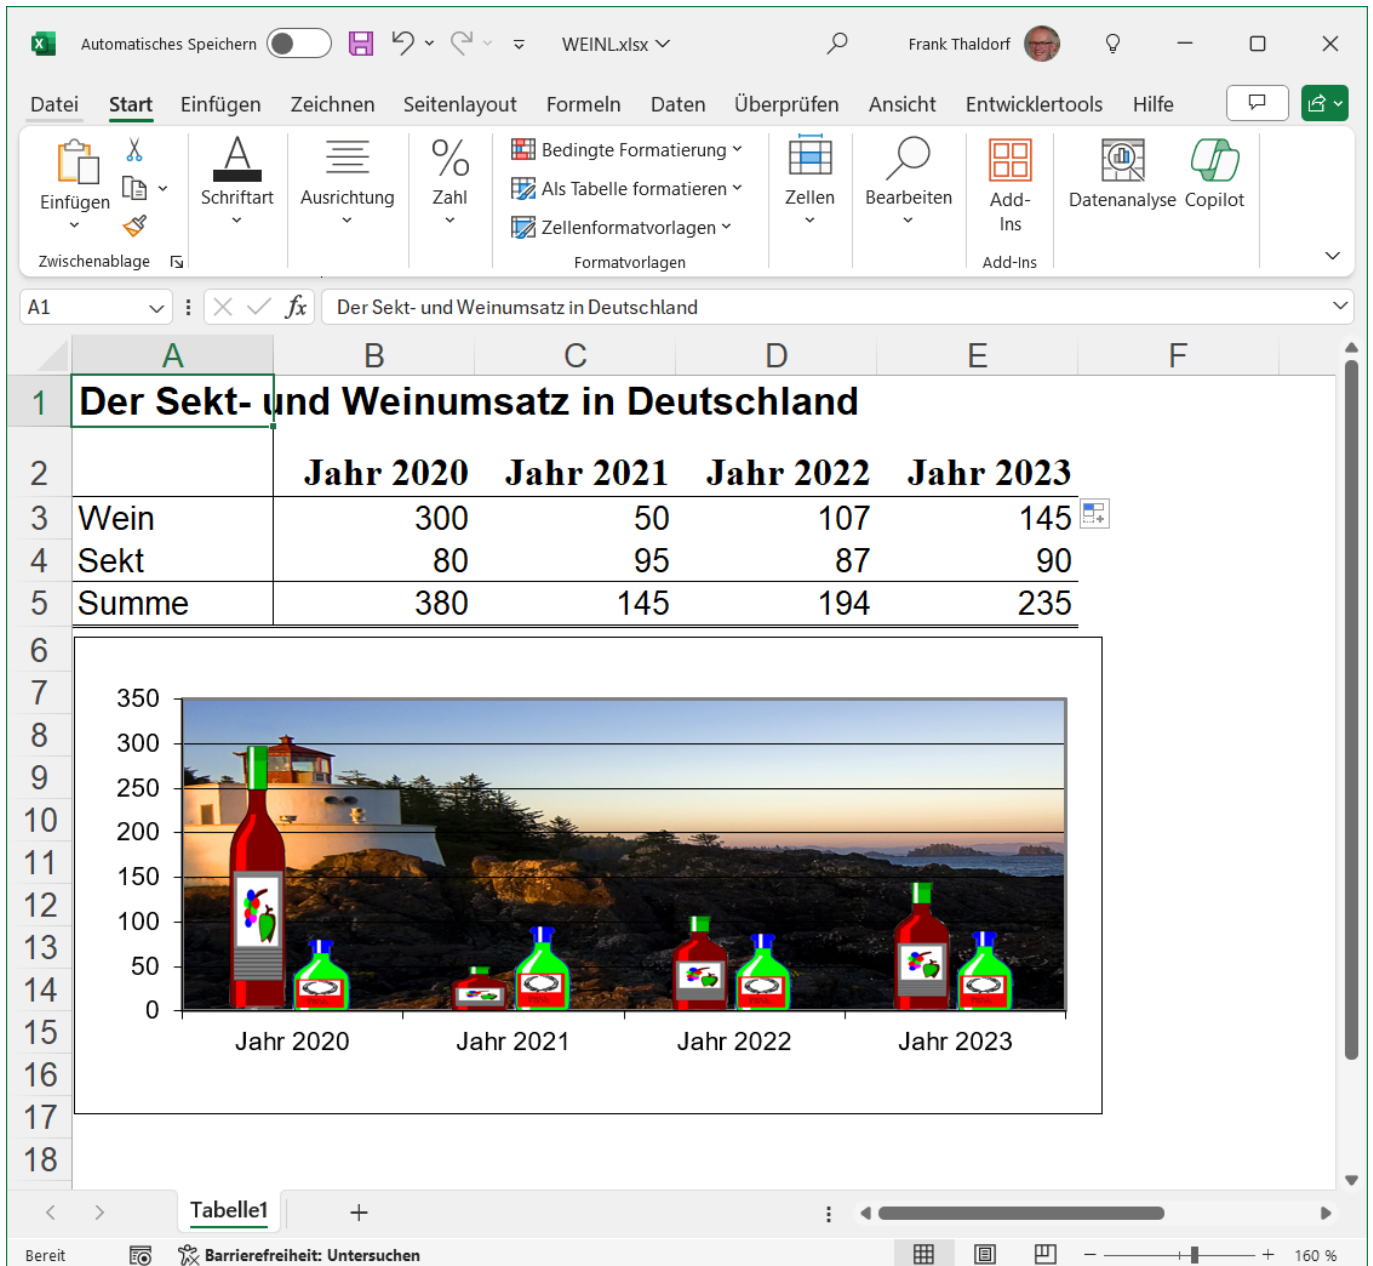 Automatisches Speichern WEINL.xlsx Frank Thaldorf
Datei Start Einfügen Zeichnen Seitenlayout Formeln Daten Überprüfen Ansicht Entwicklertools Hilfe
Einfügen
Schriftart
Ausrichtung
Zahl
Bedingte Formatierung
Als Tabelle formatieren
Zellenformatvorlagen
Zellen
Bearbeiten
Add-
Ins
Datenanalyse
Copilot
Zwischenablage Formatvorlagen Add-Ins
A1 fx Der Sekt- und Weinumsatz in Deutschland
A B C D E F
1 Der Sekt- und Weinumsatz in Deutschland
2 Jahr 2020 Jahr 2021 Jahr 2022 Jahr 2023
3 Wein 300 50 107 145
4 Sekt 80 95 87 90
5 Summe 380 145 194 235
6
7
8
9
10
11
12
13
14
15
16
17
18
350
300
250
200
150
100
50
0
Jahr 2020 Jahr 2021 Jahr 2022 Jahr 2023
Tabelle1
Bereit Barrierefreiheit: Untersuchen 160 %